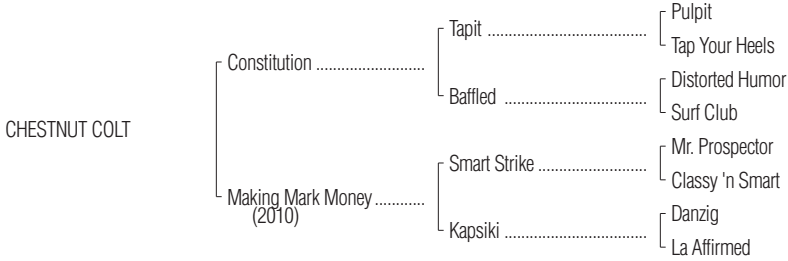 Pulpit
Tapit ......................................
Tap Your Heels
Constitution ..........................
Distorted Humor
Baffled ..................................
Surf Club
CHESTNUT COLT
Mr. Prospector
Smart Strike ..........................
Classy 'n Smart
Making Mark Money ............
(2010)
Danzig
Kapsiki ..................................
La Affirmed